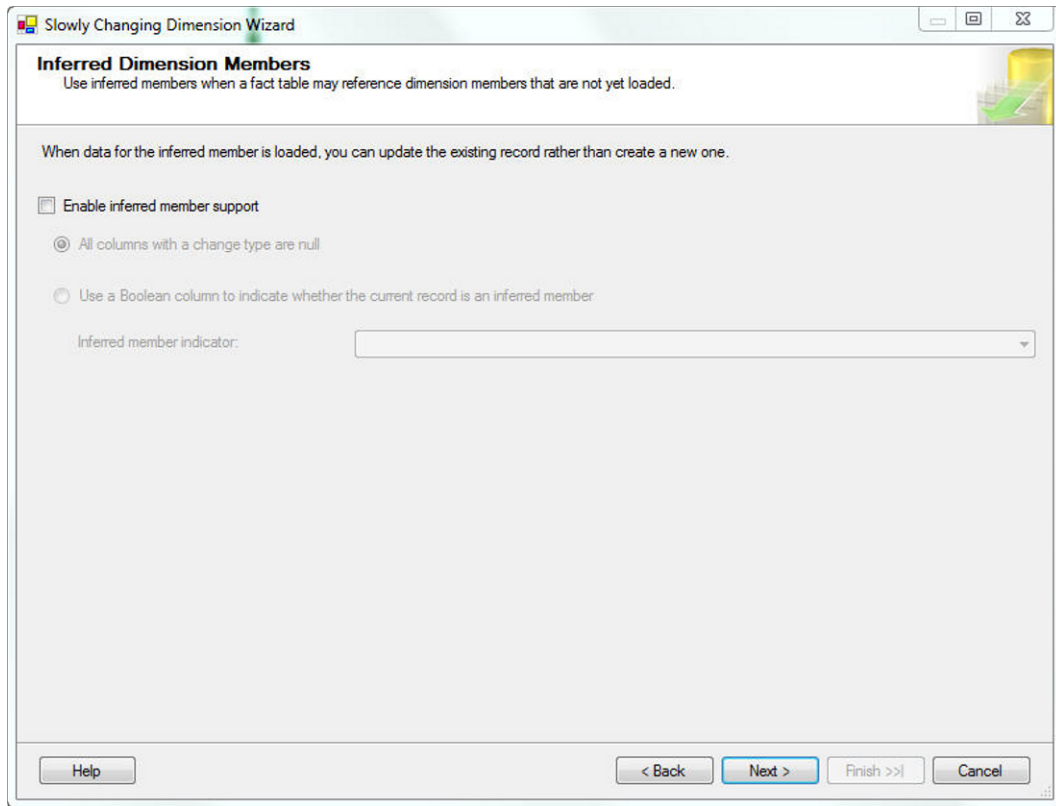 Slowly Changing Dimension Wizard
Inferred Dimension Members
Use inferred members when a fact table may reference dimension members that are not yet loaded.
When data for the inferred member is loaded, you can update the existing record rather than create a new one.
Enable inferred member support
All columns with a change type are null
Use a Boolean column to indicate whether the current record is an inferred member
Inferred member indicator:
Help < Back Next > Finish >>| Cancel